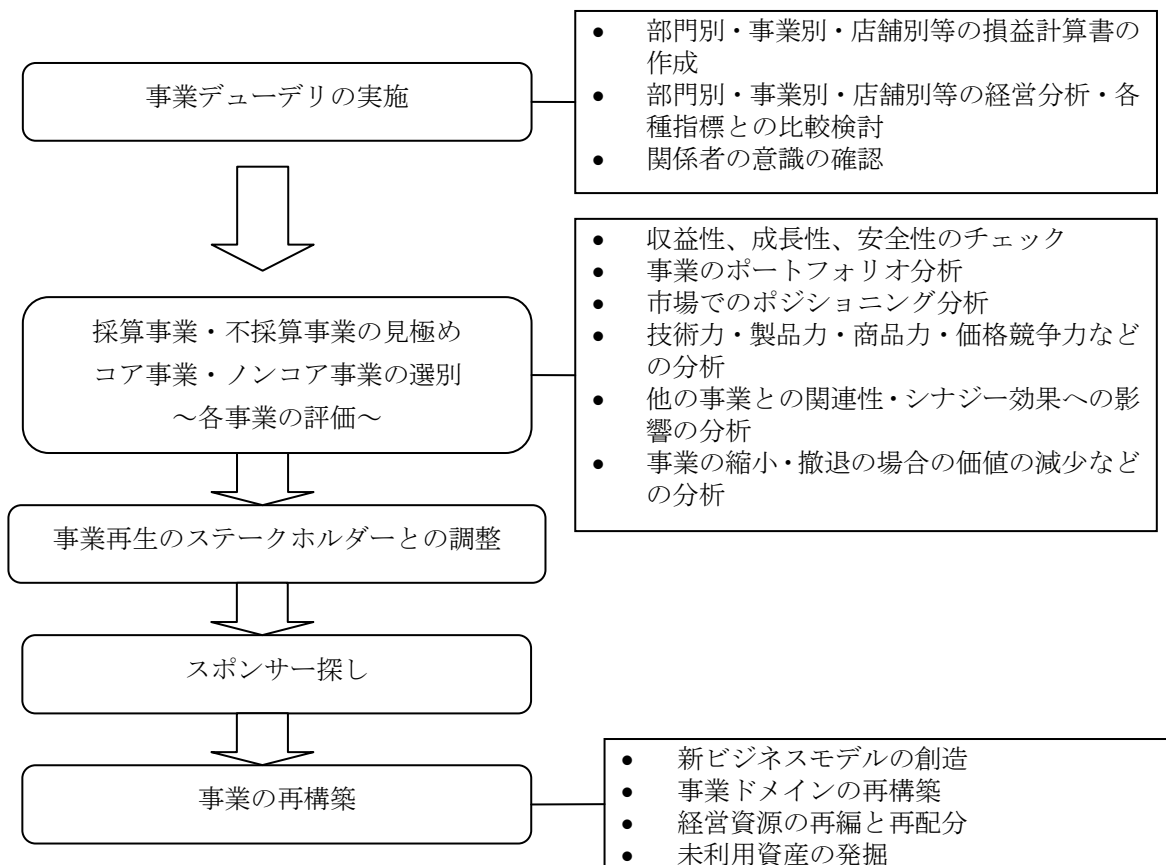 事業デューデリの実施
• 部門別・事業別・店舗別等の損益計算書の
作成
• 部門別・事業別・店舗別等の経営分析・各
種指標との比較検討
• 関係者の意識の確認
採算事業・不採算事業の見極め
コア事業・ノンコア事業の選別
～各事業の評価～
• 収益性、成長性、安全性のチェック
• 事業のポートフォリオ分析
• 市場でのポジショニング分析
• 技術力・製品力・商品力・価格競争力など
の分析
• 他の事業との関連性・シナジー効果への影
響の分析
• 事業の縮小・撤退の場合の価値の減少など
の分析
事業再生のステークホルダーとの調整
スポンサー探し
事業の再構築
• 新ビジネスモデルの創造
• 事業ドメインの再構築
• 経営資源の再編と再配分
• 未利用資産の発掘